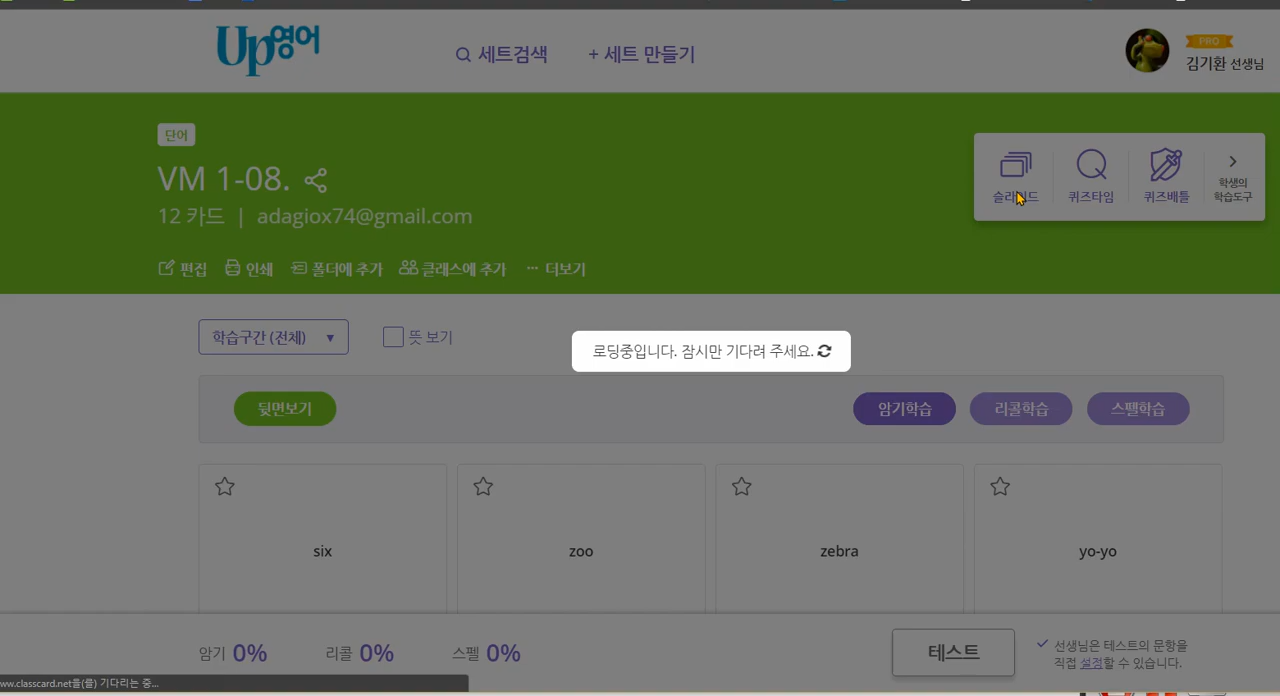 Up영어
세트검색
+ 세트 만들기
PRO
김기환 선생님
단어
VM 1-08.
12 카드 | adagiox74@gmail.com
편집 인쇄 폴더에 추가 클래스에 추가 ··· 더보기
슬라이드 퀴즈타임 퀴즈배틀 학생의
학습도구
학습구간 (전체) ▼
뜻 보기
로딩중입니다. 잠시만 기다려 주세요.
뒷면보기
암기학습 리콜학습 스펠학습
six zoo zebra yo-yo
암기 0% 리콜 0% 스펠 0%
테스트
선생님은 테스트의 문항을
직접 설정할 수 있습니다.
ww.classcard.net을(를) 기다리는 중...